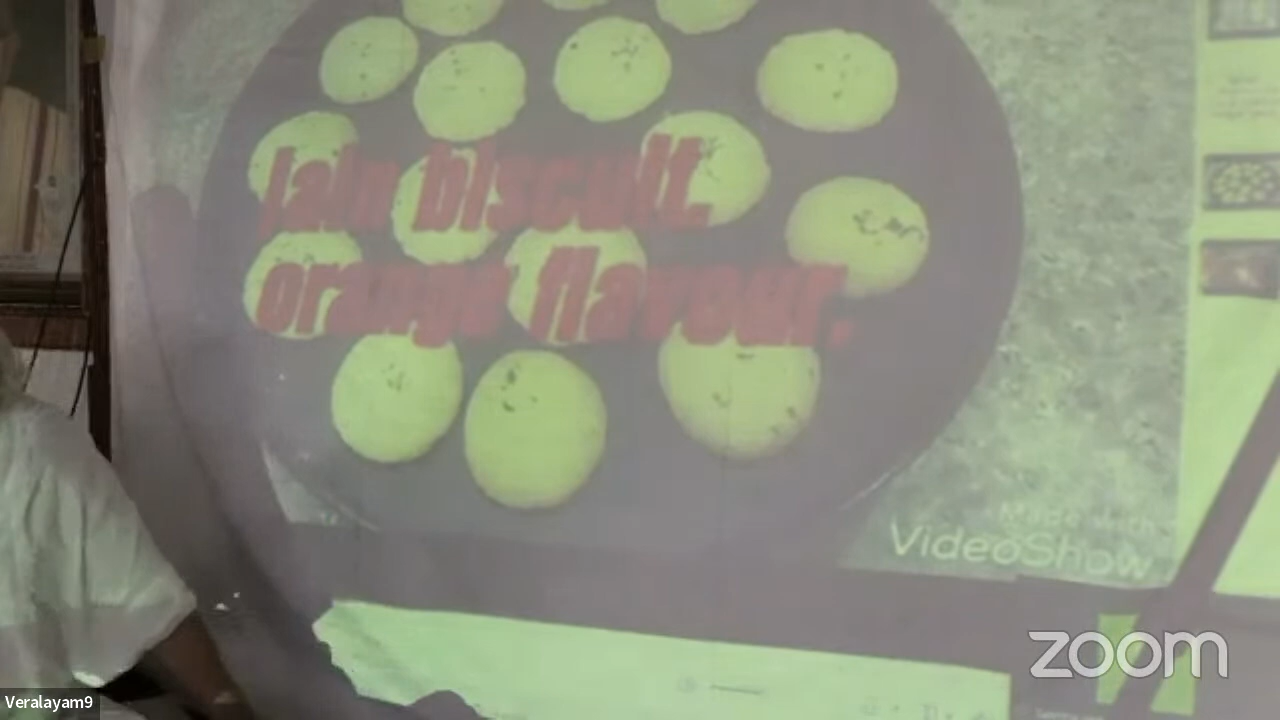 jain biscuit.
orange flavour.
Made with
VideoShow
zoom
Veralayam9